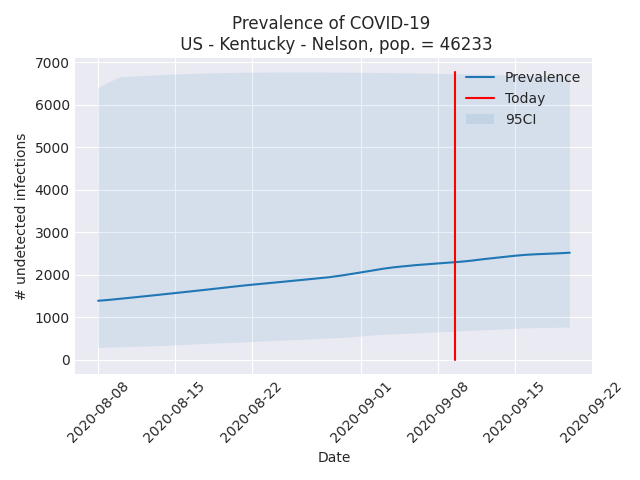 Prevalence of COVID-19
US - Kentucky - Nelson, pop. = 46233
7000
6000
5000
4000
3000
2000
1000
0
# undetected infections
Prevalence
Today
95CI
2020-08-08
2020-08-15
2020-08-22
2020-09-01
2020-09-08
2020-09-15
2020-09-22
Date